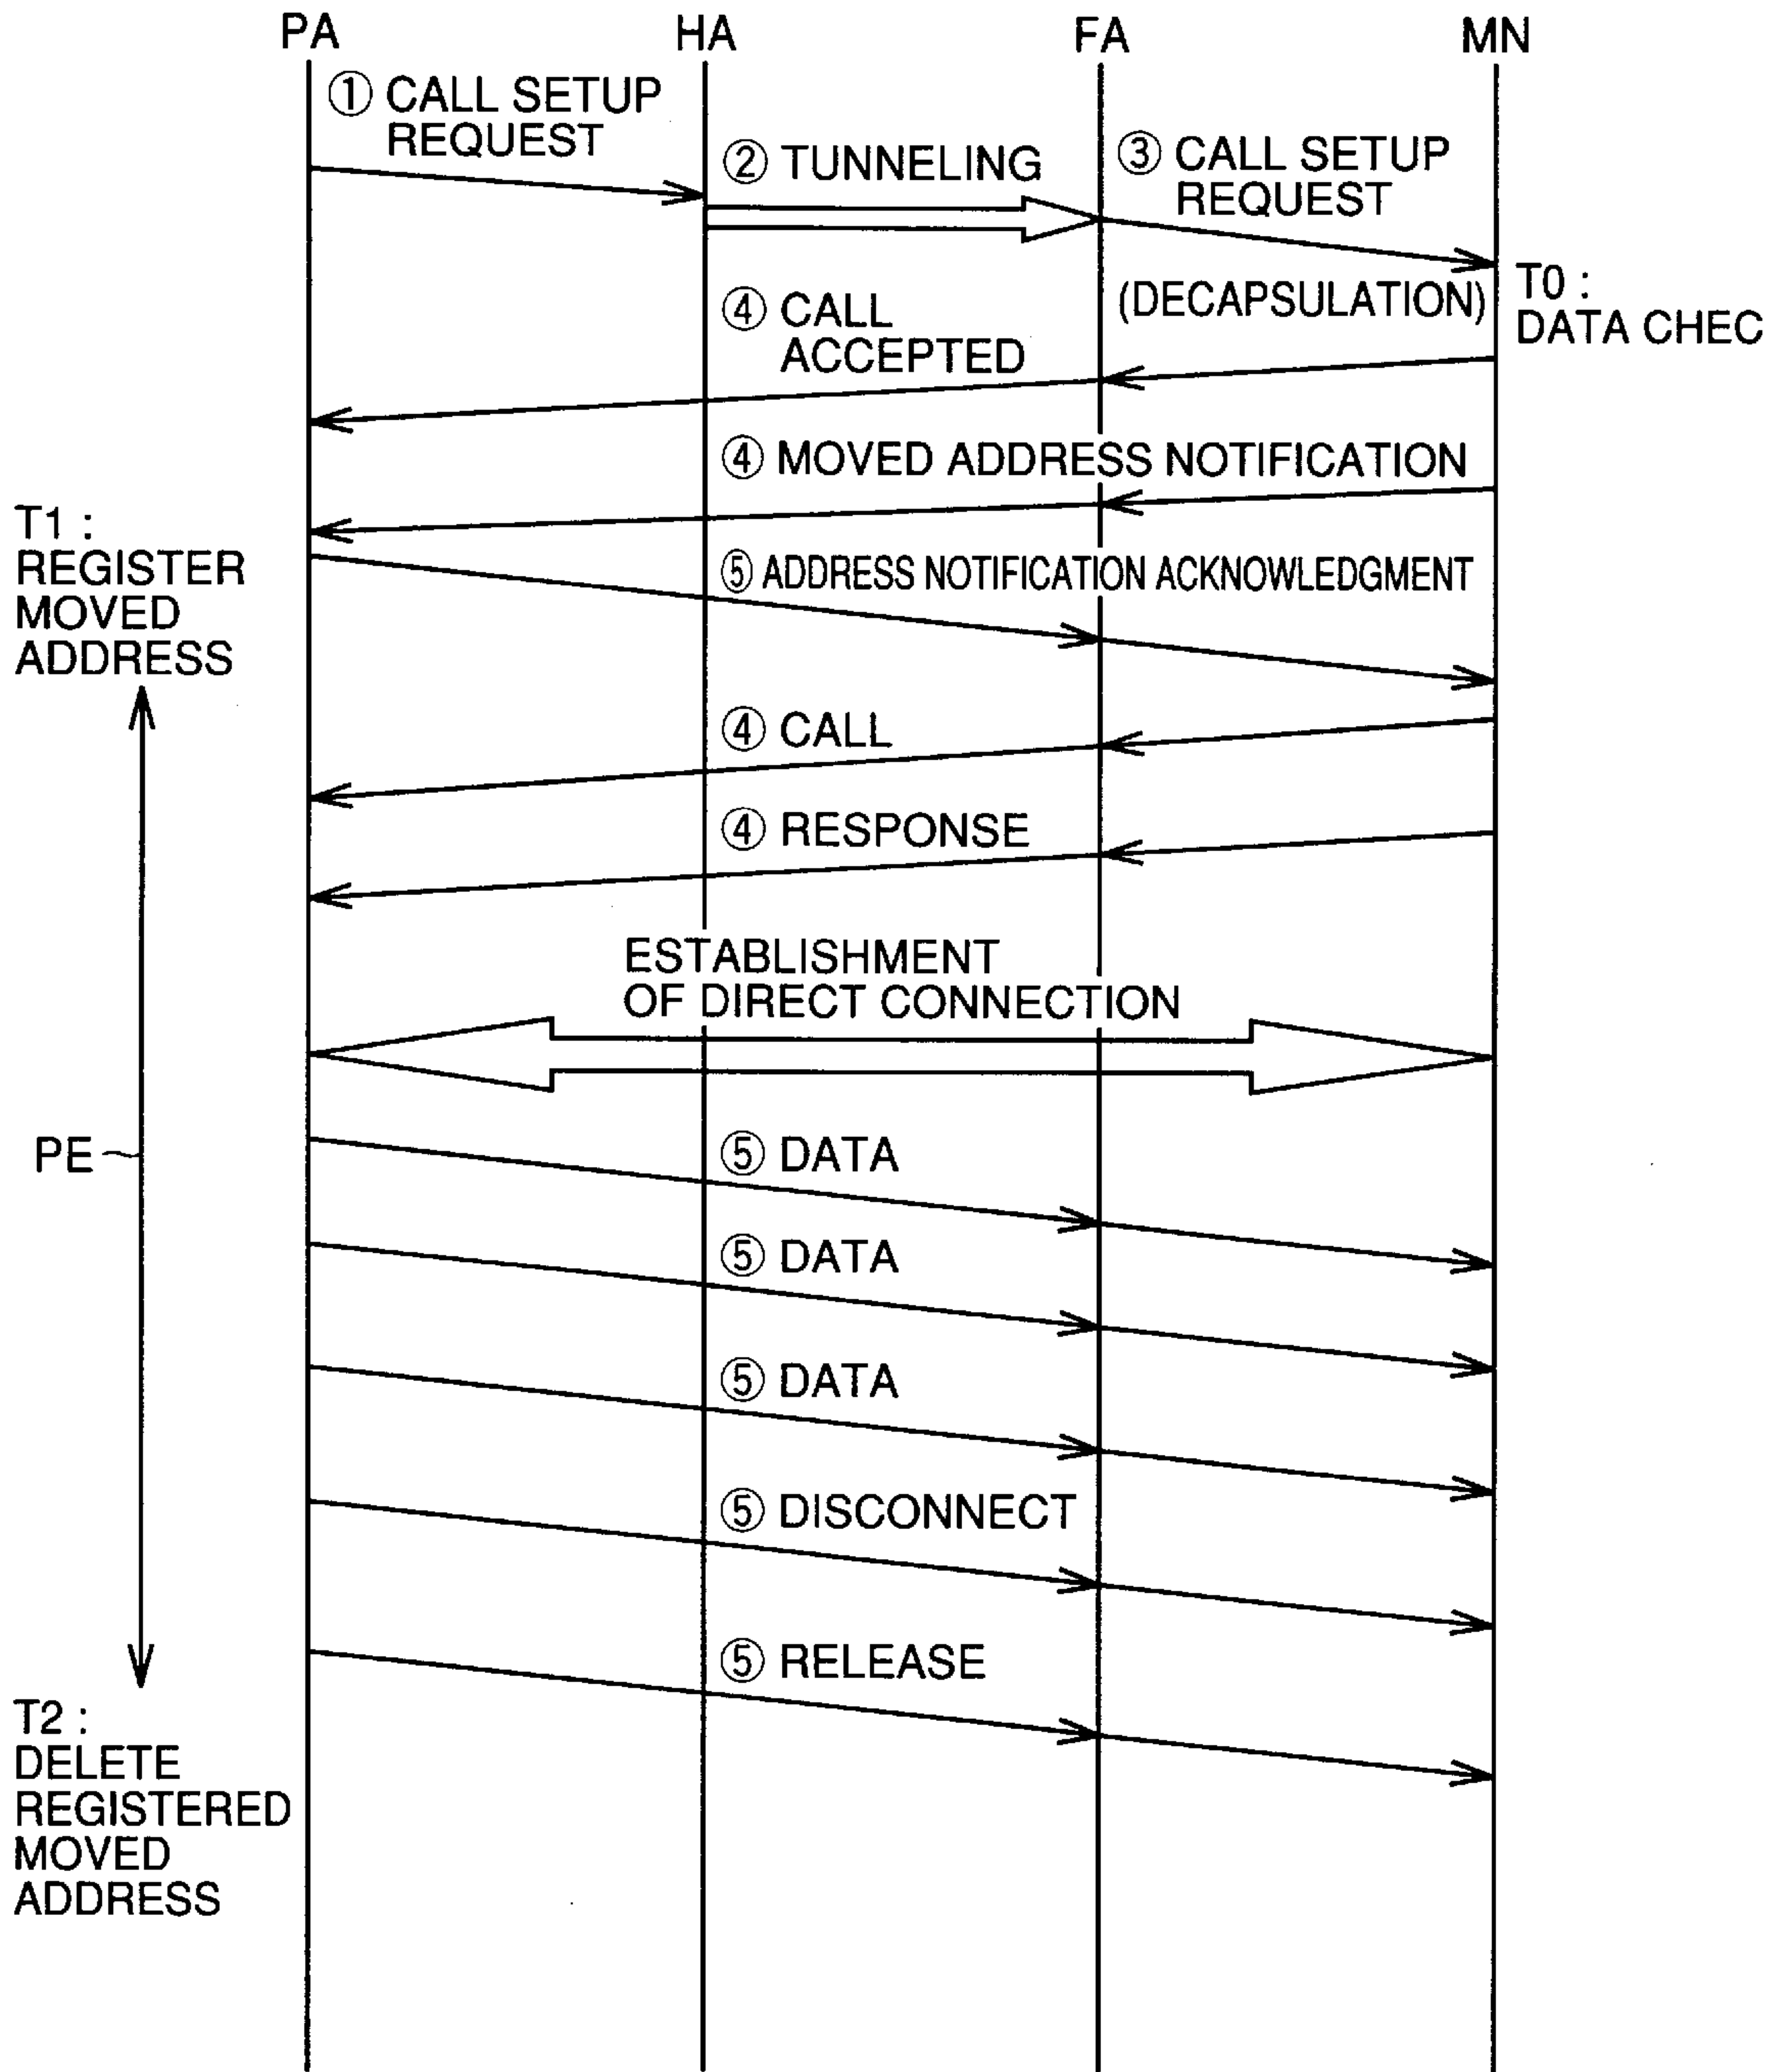 PA
HA
FA
MN
① CALL SETUP
REQUEST
② TUNNELING
③ CALL SETUP
REQUEST
(DECAPSULATION)
T0 :
DATA CHEC
④ CALL
ACCEPTED
④ MOVED ADDRESS NOTIFICATION
T1 :
REGISTER
MOVED
ADDRESS
⑤ ADDRESS NOTIFICATION ACKNOWLEDGMENT
④ CALL
④ RESPONSE
ESTABLISHMENT
OF DIRECT CONNECTION
PE
⑤ DATA
⑤ DATA
⑤ DATA
⑤ DISCONNECT
⑤ RELEASE
T2 :
DELETE
REGISTERED
MOVED
ADDRESS